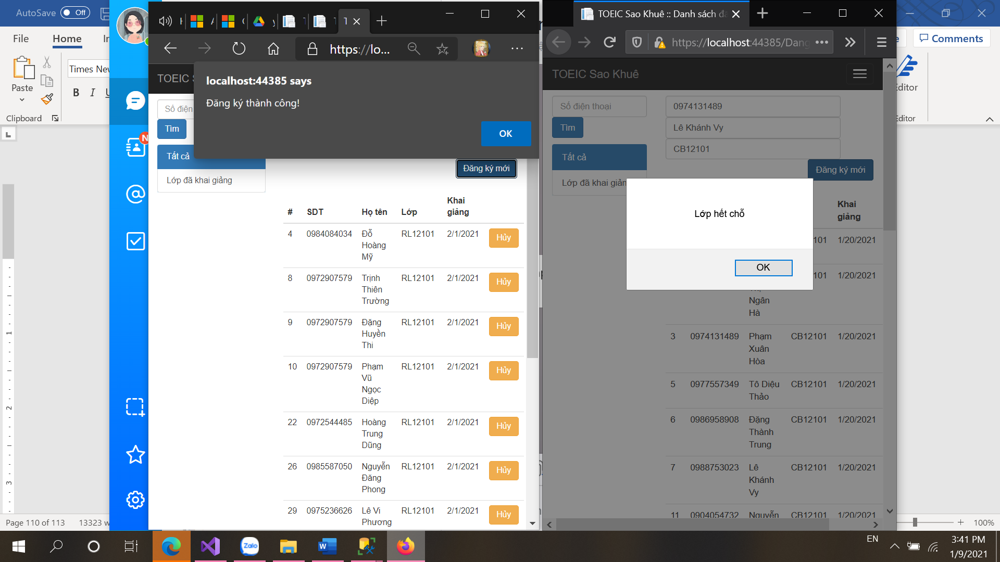 AutoSave Off
File Home
Comments
Times New
Paste
B I U
Clipboard
Editor
Editor
N
https://lo...
TOEIC S
localhost:44385 says
Đăng ký thành công!
OK
Số điện
Tìm
Tất cả
Lớp đã khai giảng
Đăng ký mới
# SDT Họ tên Lớp Khai giảng
4 0984084034 Đỗ Hoàng Mỹ RL12101 2/1/2021 Hủy
8 0972907579 Trịnh Thiên Trường RL12101 2/1/2021 Hủy
9 0972907579 Đặng Huyền Thi RL12101 2/1/2021 Hủy
10 0972907579 Phạm Vũ Ngọc Diệp RL12101 2/1/2021 Hủy
22 0972544485 Hoàng Trung Dũng RL12101 2/1/2021 Hủy
26 0985587050 Nguyễn Đăng Phong RL12101 2/1/2021 Hủy
29 0975236626 Lê Vi Phương RL12101 2/1/2021 Hủy
TOEIC Sao Khuê :: Danh sách đă
https://localhost:44385/Dang
TOEIC Sao Khuê
Số điện thoại
Tìm
Tất cả
Lớp đã khai giản
0974131489
Lê Khánh Vy
CB12101
Đăng ký mới
Lớp hết chỗ
OK
Khai giảng
101 1/20/2021
101 1/20/2021
Ngân Hà
3 0974131489 Phạm Xuân Hòa CB12101 1/20/2021
5 0977557349 Tô Diệu Thảo CB12101 1/20/2021
6 0986958908 Đặng Thành Trung CB12101 1/20/2021
7 0988753023 Lê Khánh Vy CB12101 1/20/2021
11 0904054732 Nguyễn CB12101 1/20/2021
Page 110 of 113 13323 w
100%
Zalo
EN
3:41 PM
1/9/2021